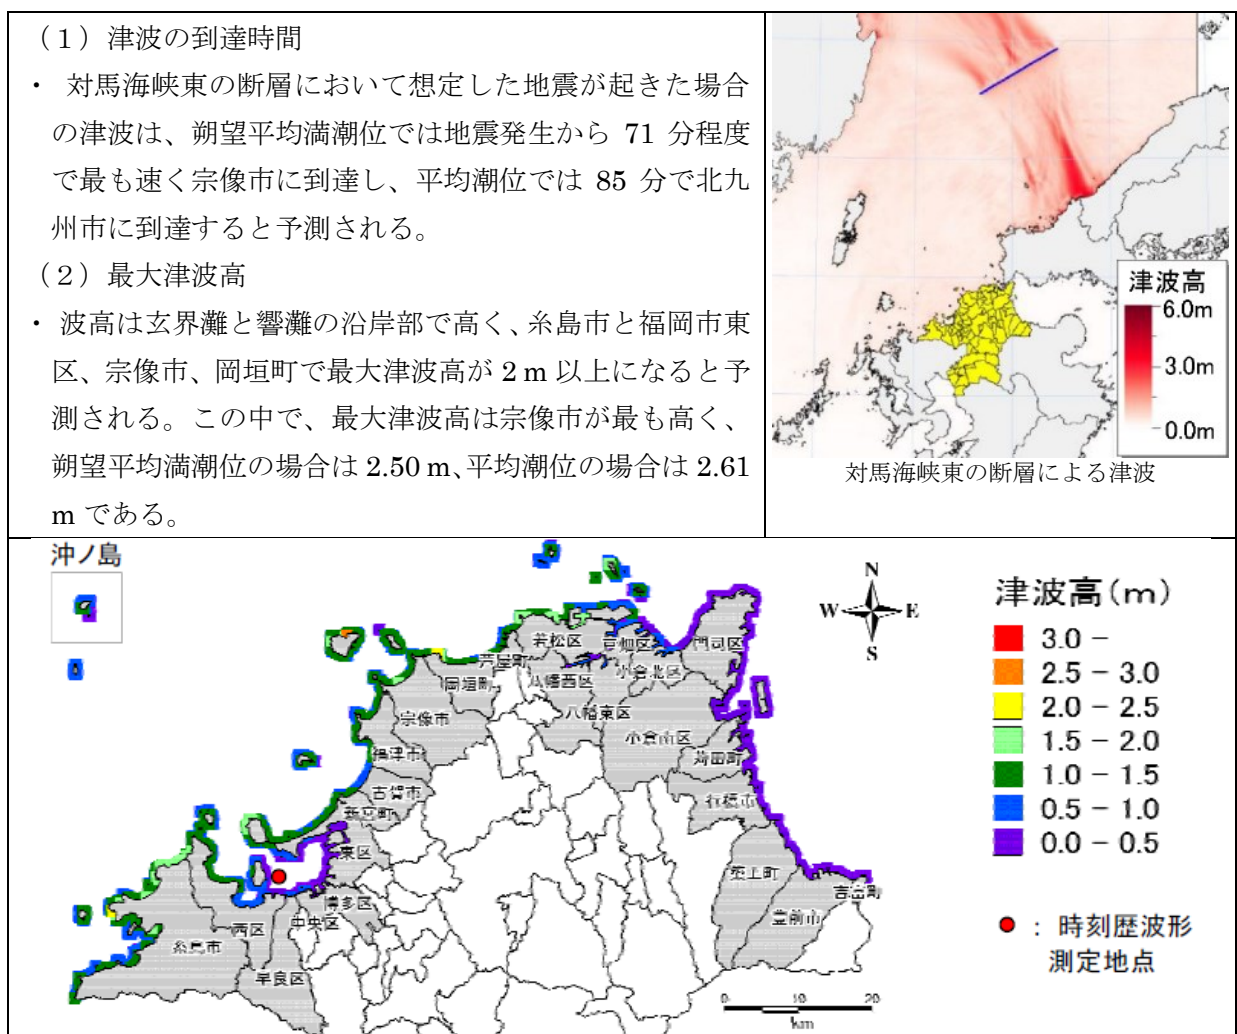 （１）津波の到達時間
・ 対馬海峡東の断層において想定した地震が起きた場合
の津波は、朔望平均満潮位では地震発生から 71 分程度
で最も速く宗像市に到達し、平均潮位では 85 分で北九
州市に到達すると予測される。
（２）最大津波高
・ 波高は玄界灘と響灘の沿岸部で高く、糸島市と福岡市東
区、宗像市、岡垣町で最大津波高が 2 m 以上になると予
測される。この中で、最大津波高は宗像市が最も高く、
朔望平均満潮位の場合は 2.50 m、平均潮位の場合は 2.61
m である。
津波高
6.0m
3.0m
0.0m
対馬海峡東の断層による津波
沖ノ島
N
W
E
S
若松区
戸畑区
門司区
芦屋町
岡垣町
八幡西区
小倉北区
宗像市
八幡東区
小倉南区
福津市
苅田町
古賀市
行橋市
新宮町
東区
築上町
吉富町
博多区
中央区
豊前市
西区
糸島市
早良区
0 10 20
km
津波高(m)
3.0 -
2.5 - 3.0
2.0 - 2.5
1.5 - 2.0
1.0 - 1.5
0.5 - 1.0
0.0 - 0.5
● : 時刻歴波形
測定地点